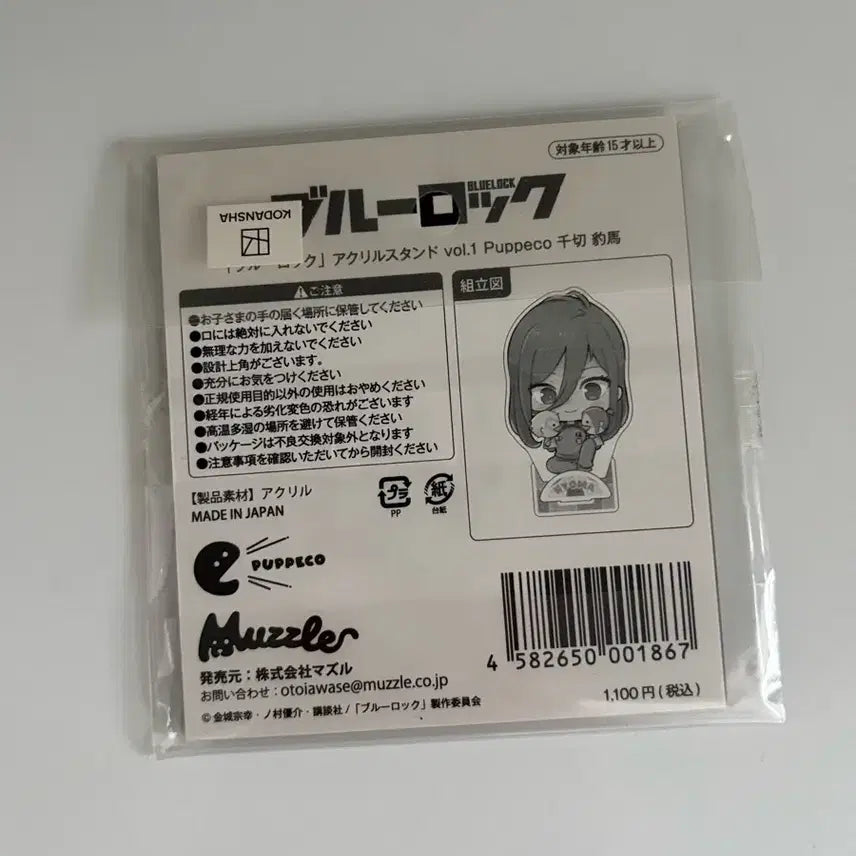 対象年齢15才以上
ブルーロック
BLUELOCK
KODANSHA
「ブルーロック」アクリルスタンド vol.1 Puppeco 千切 豹馬
ご注意
●お子さまの手の届く場所に保管してください
●口には絶対に入れないでください
●無理な力を加えないでください
●設計上角がございます。
●充分にお気をつけください
●正規使用目的以外の使用はおやめください
●経年による劣化変色の恐れがございます
●高温多湿の場所を避けて保管ください
●パッケージは不良交換対象外となります
●注意事項を確認いただいてから開封ください
組立図
HYOMA
【製品素材】アクリル
MADE IN JAPAN
プラ
PP
紙
台紙
PUPPECO
Muzzle
発売元：株式会社マズル
お問い合わせ：otoiawase@muzzle.co.jp
©金城宗幸・ノ村優介・講談社/「ブルーロック」製作委員会
4 582650 001867
1,100円(税込)